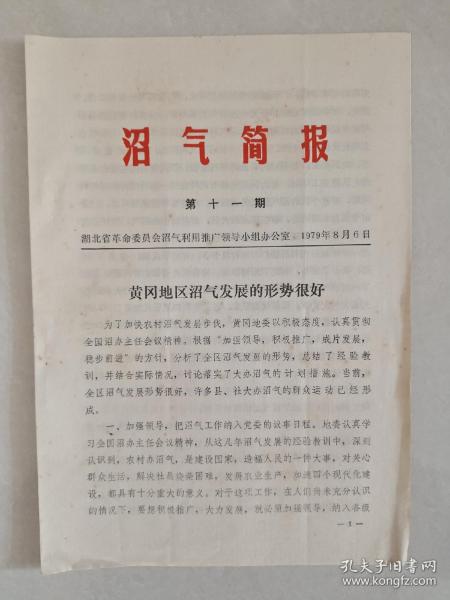 沼气简报
第十一期
湖北省革命委员会沼气利用推广领导小组办公室 1979年8月6日
黄冈地区沼气发展的形势很好
为了加快农村沼气发展步伐，黄冈地委以积极态度，认真贯彻
全国沼办主任会议精神。根据“加强领导，积极推广，成片发展，
稳步前进”的方针，分析了全区沼气发展的形势，总结了经验教
训，并结合实际情况，讨论落实了大办沼气的计划措施。当前，
全区沼气发展形势很好，许多县、社大办沼气的群众运动已经形
成。
一、加强领导，把沼气工作纳入党委的议事日程。地委认真学
习全国沼办主任会议精神，从这几年沼气发展的经验教训中，深刻
认识到，农村办沼气，是建设国家，造福人民的一件大事，对关心
群众生活，解决社员烧柴困难，发展农业生产，加速四个现代化建
设，都具有十分重大的意义。对于这项工作，在人们尚未充分认识
的情况下，要想积极推广，大力发展，就必须加强领导，纳入各级
—1—
孔夫子旧书网
www.kongfz.com